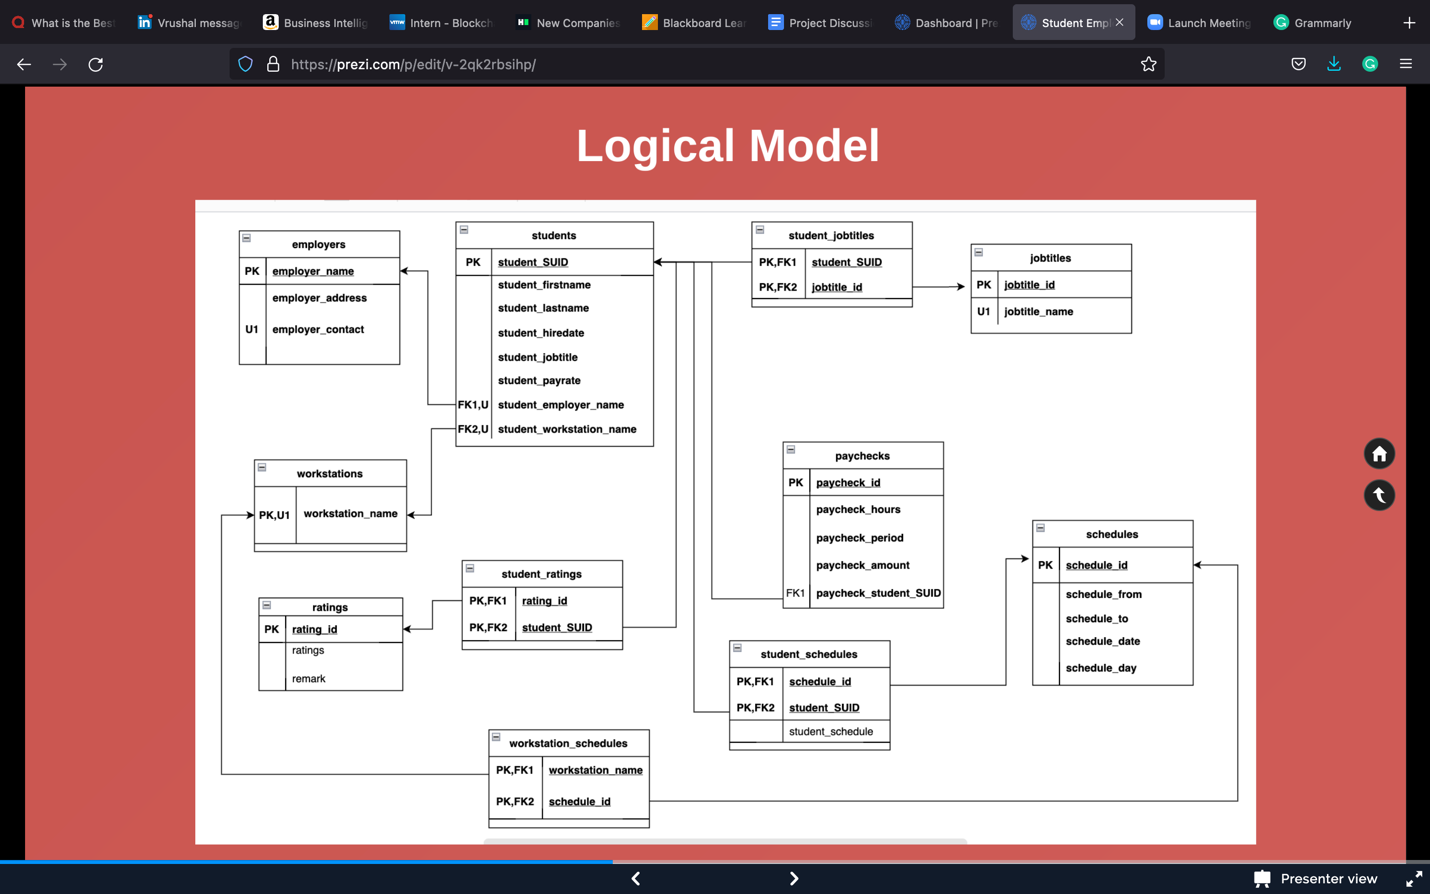 What is the Bes
Vrushal messag
Business Intellig
Intern – Blockch
New Companies
Blackboard Lear
Project Discussi
Dashboard | Pre
Student Empl
Launch Meeting
Grammarly
https://prezi.com/p/edit/v-2qk2rbsihp/
Logical Model
employers
PK employer_name
employer_address
U1 employer_contact
students
PK student_SUID
student_firstname
student_lastname
student_hiredate
student_jobtitle
student_payrate
FK1,U student_employer_name
FK2,U student_workstation_name
student_jobtitles
PK,FK1 student_SUID
PK,FK2 jobtitle_id
jobtitles
PK jobtitle_id
U1 jobtitle_name
workstations
PK,U1 workstation_name
paychecks
PK paycheck_id
paycheck_hours
paycheck_period
paycheck_amount
FK1 paycheck_student_SUID
schedules
PK schedule_id
schedule_from
schedule_to
schedule_date
schedule_day
student_ratings
PK,FK1 rating_id
PK,FK2 student_SUID
ratings
PK rating_id
ratings
remark
student_schedules
PK,FK1 schedule_id
PK,FK2 student_SUID
student_schedule
workstation_schedules
PK,FK1 workstation_name
PK,FK2 schedule_id
Presenter view